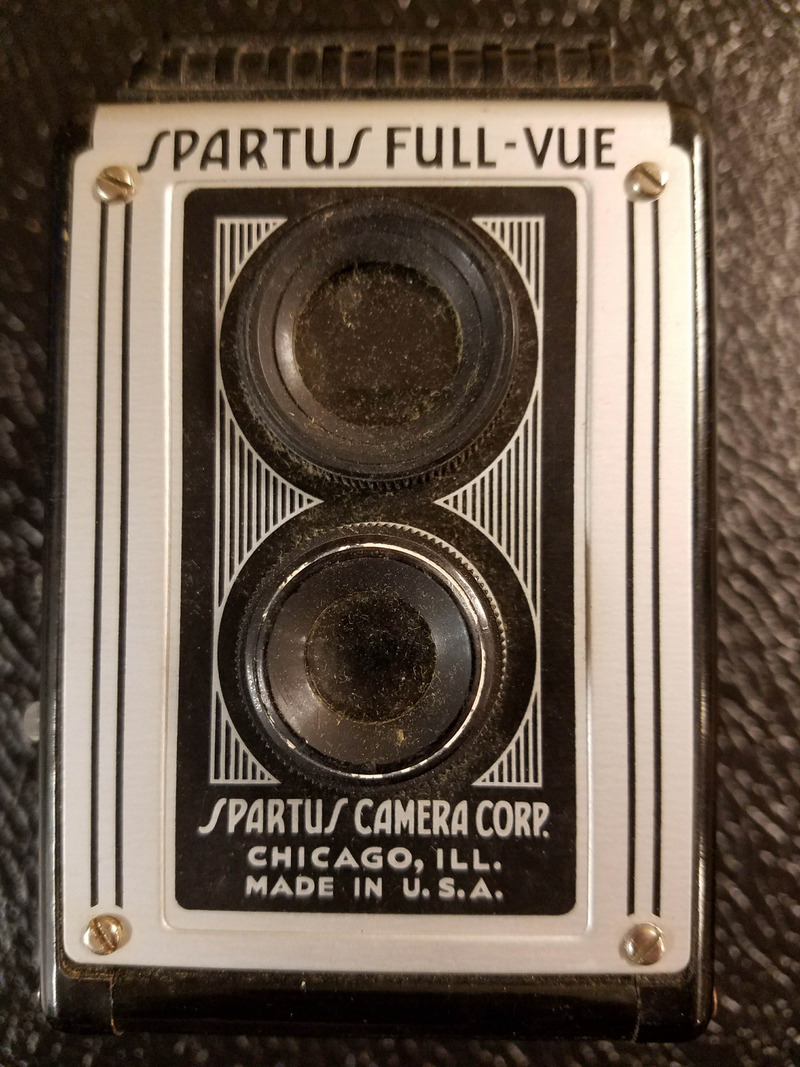 SPARTUS FULL-VUE
SPARTUS CAMERA CORP.
CHICAGO, ILL.
MADE IN U.S.A.